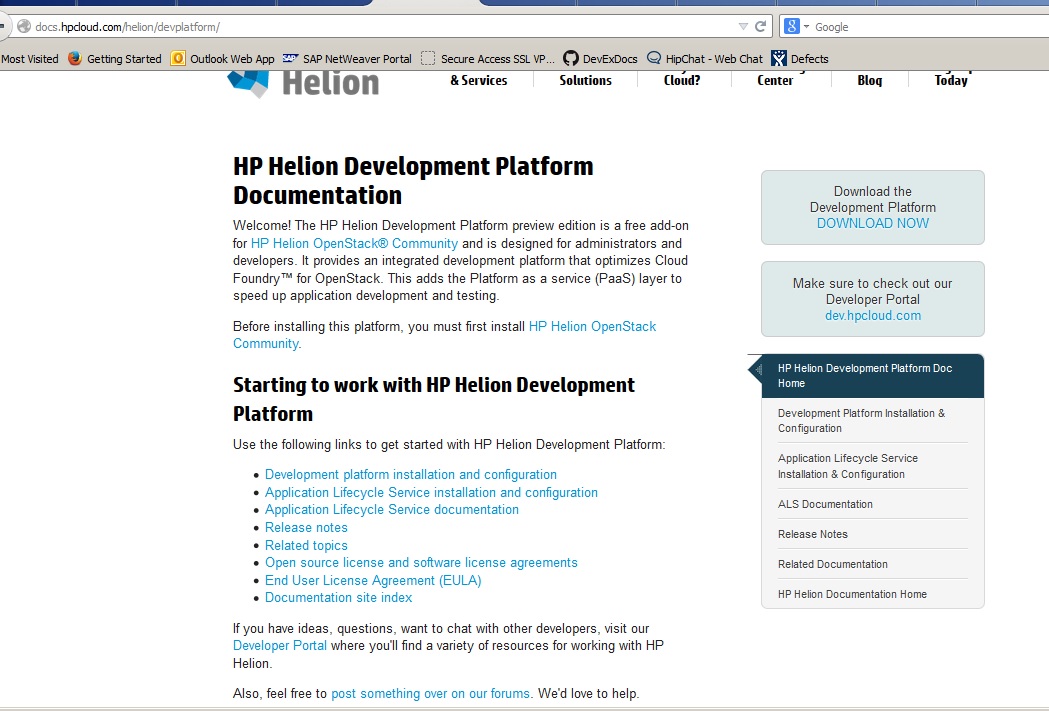 docs.hpcloud.com/helion/devplatform/
Google
Most Visited Getting Started Outlook Web App SAP NetWeaver Portal Secure Access SSL VP... DevExDocs HipChat - Web Chat Defects
Helion
& Services Solutions Cloud? Center Blog Today
HP Helion Development Platform
Documentation
Welcome! The HP Helion Development Platform preview edition is a free add-on
for HP Helion OpenStack® Community and is designed for administrators and
developers. It provides an integrated development platform that optimizes Cloud
Foundry™ for OpenStack. This adds the Platform as a service (PaaS) layer to
speed up application development and testing.
Before installing this platform, you must first install HP Helion OpenStack
Community.
Starting to work with HP Helion Development
Platform
Use the following links to get started with HP Helion Development Platform:
• Development platform installation and configuration
• Application Lifecycle Service installation and configuration
• Application Lifecycle Service documentation
• Release notes
• Related topics
• Open source license and software license agreements
• End User License Agreement (EULA)
• Documentation site index
If you have ideas, questions, want to chat with other developers, visit our
Developer Portal where you'll find a variety of resources for working with HP
Helion.
Also, feel free to post something over on our forums. We'd love to help.
Download the
Development Platform
DOWNLOAD NOW
Make sure to check out our
Developer Portal
dev.hpcloud.com
HP Helion Development Platform Doc
Home
Development Platform Installation &
Configuration
Application Lifecycle Service
Installation & Configuration
ALS Documentation
Release Notes
Related Documentation
HP Helion Documentation Home